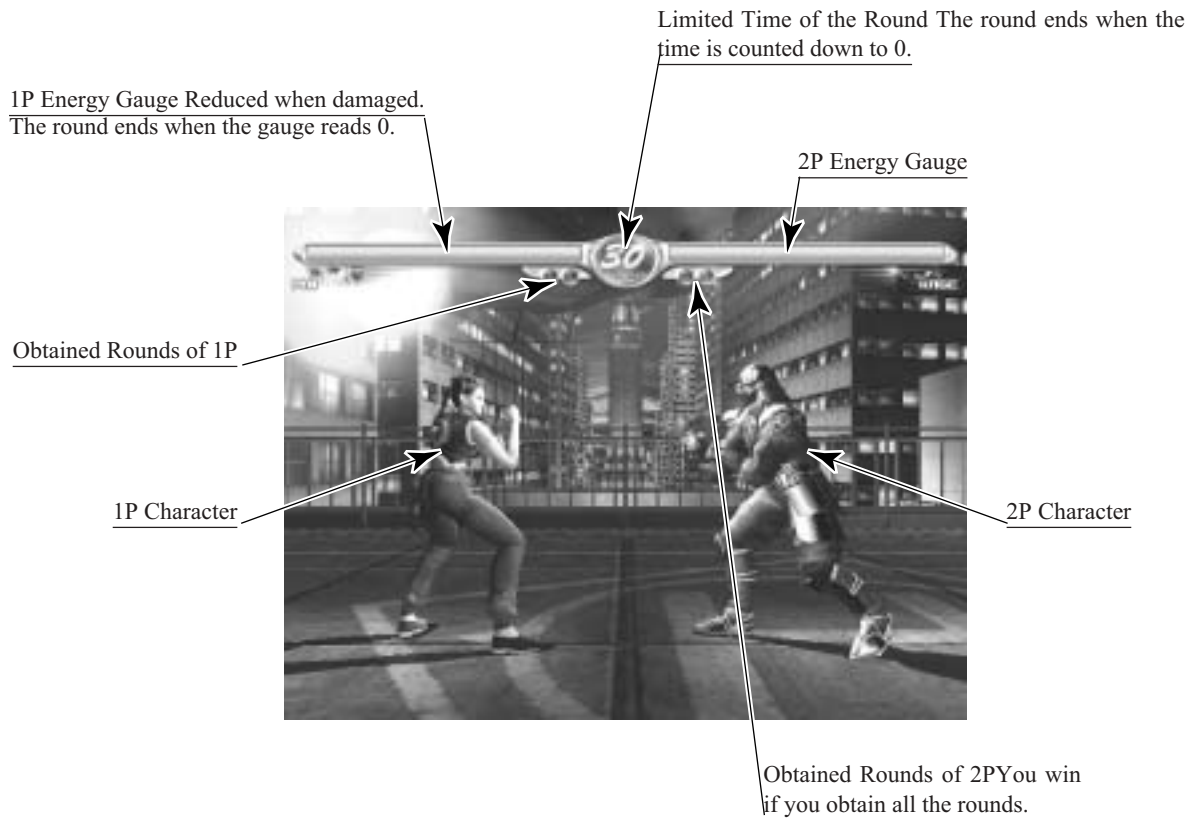 Limited Time of the Round The round ends when the
time is counted down to 0.
1P Energy Gauge Reduced when damaged.
The round ends when the gauge reads 0.
2P Energy Gauge
30
Obtained Rounds of 1P
1P Character
2P Character
Obtained Rounds of 2PYou win
if you obtain all the rounds.